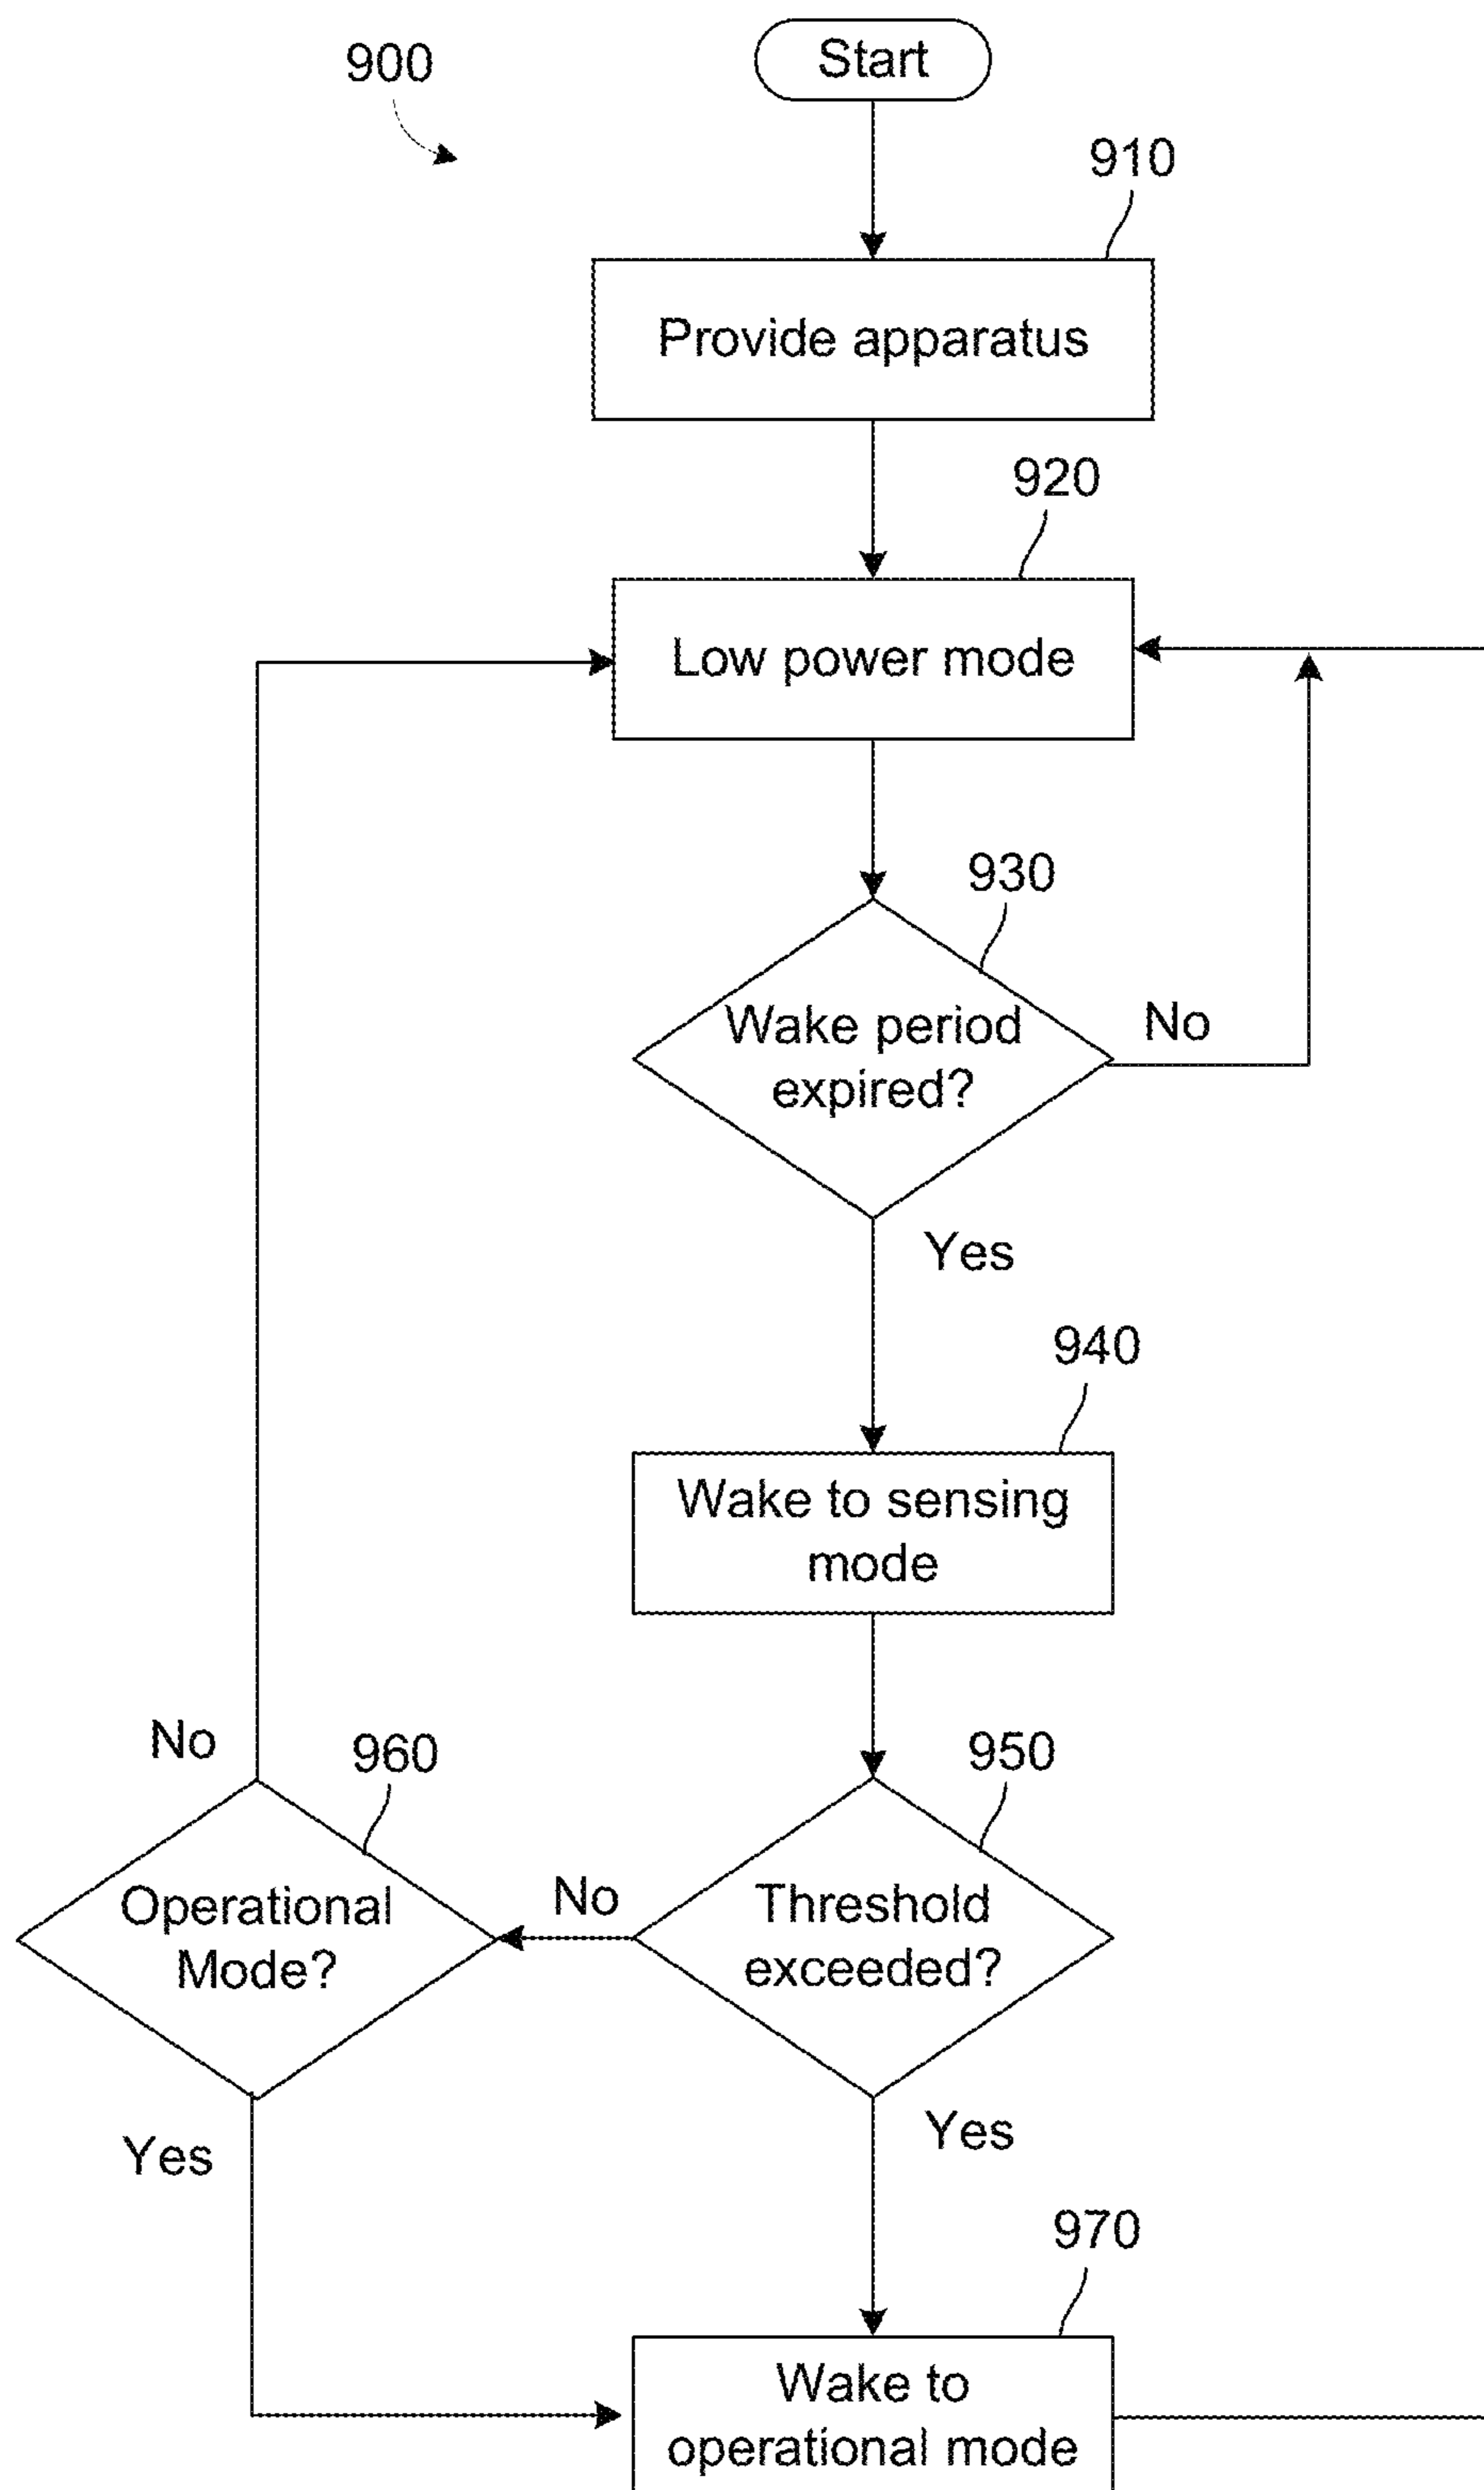 900
Start
910
Provide apparatus
920
Low power mode
930
Wake period
expired?
No
Yes
940
Wake to sensing
mode
No
960
950
Operational
Mode?
No
Threshold
exceeded?
Yes
Yes
970
Wake to
operational mode